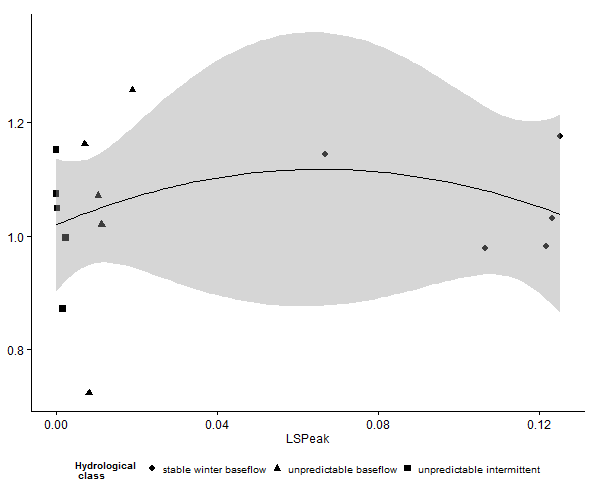 1.2
1.0
0.8
0.00 0.04 0.08 0.12
LSPeak
Hydrological
class
stable winter baseflow unpredictable baseflow unpredictable intermittent